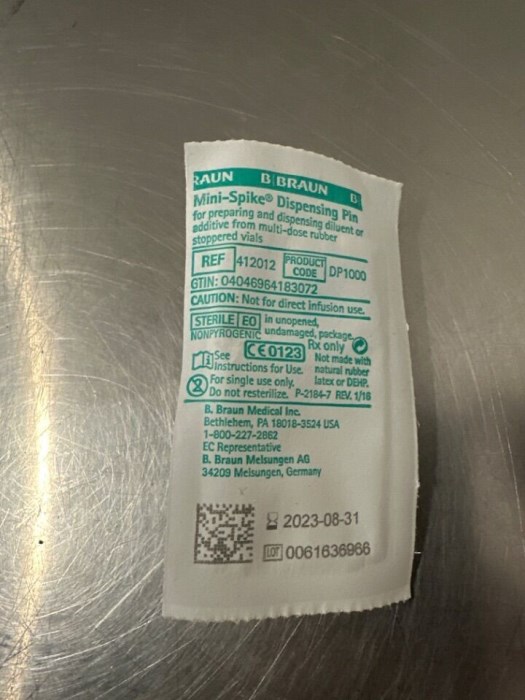 RAUN B BRAUN B
Mini-Spike® Dispensing Pin
for preparing and dispensing diluent or
additive from multi-dose rubber
stoppered vials
REF 412012 PRODUCT CODE DP1000
GTIN: 04046964183072
CAUTION: Not for direct infusion use.
STERILE EO in unopened,
NONPYROGENIC undamaged, package.
Rx only
See
Instructions for Use.
CE0123
Not made with
natural rubber
latex or DEHP.
For single use only.
Do not resterilize. P-2184-7 REV. 1/18
B. Braun Medical Inc.
Bethlehem, PA 18018-3524 USA
1-800-227-2862
EC Representative
B. Braun Melsungen AG
34209 Melsungen, Germany
2023-08-31
LOT 0061636966